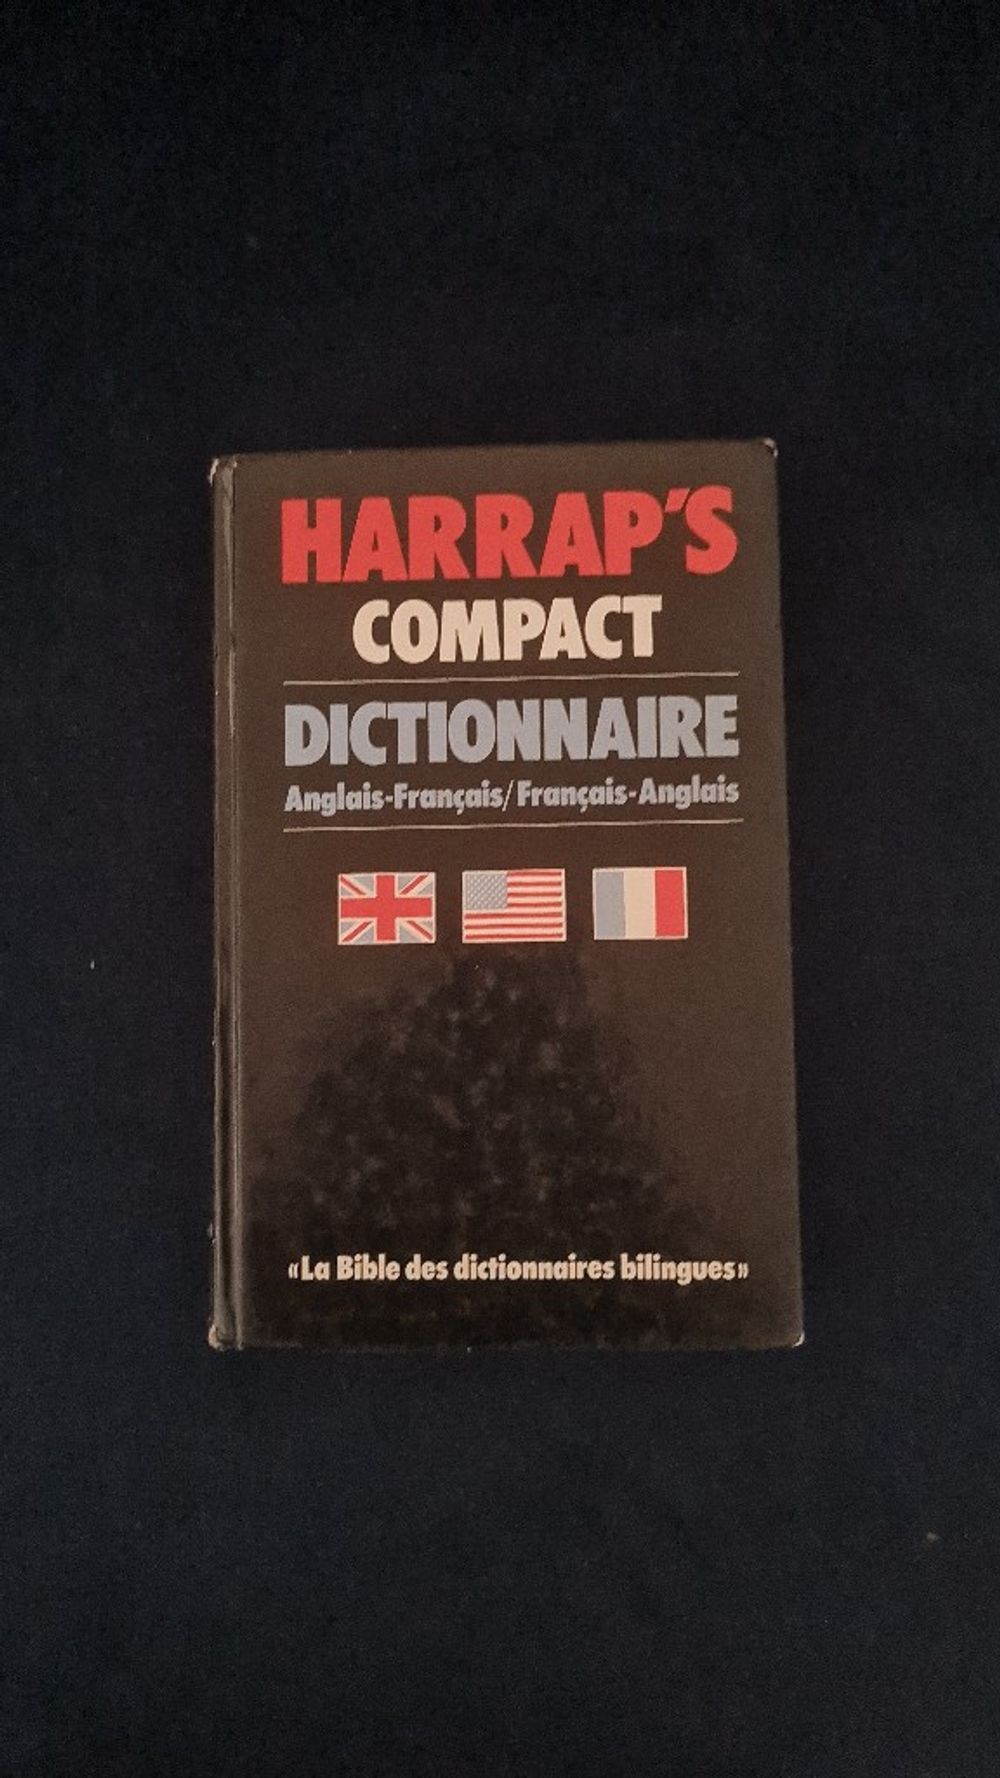 HARRAP'S
COMPACT
DICTIONNAIRE
Anglais-Français/Français-Anglais
«La Bible des dictionnaires bilingues»